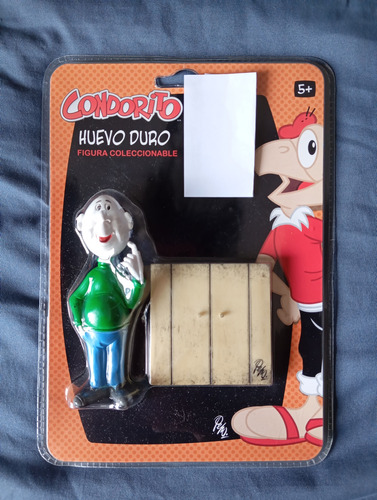 CONDORITO
5+
HUEVO DURO
FIGURA COLECCIONABLE